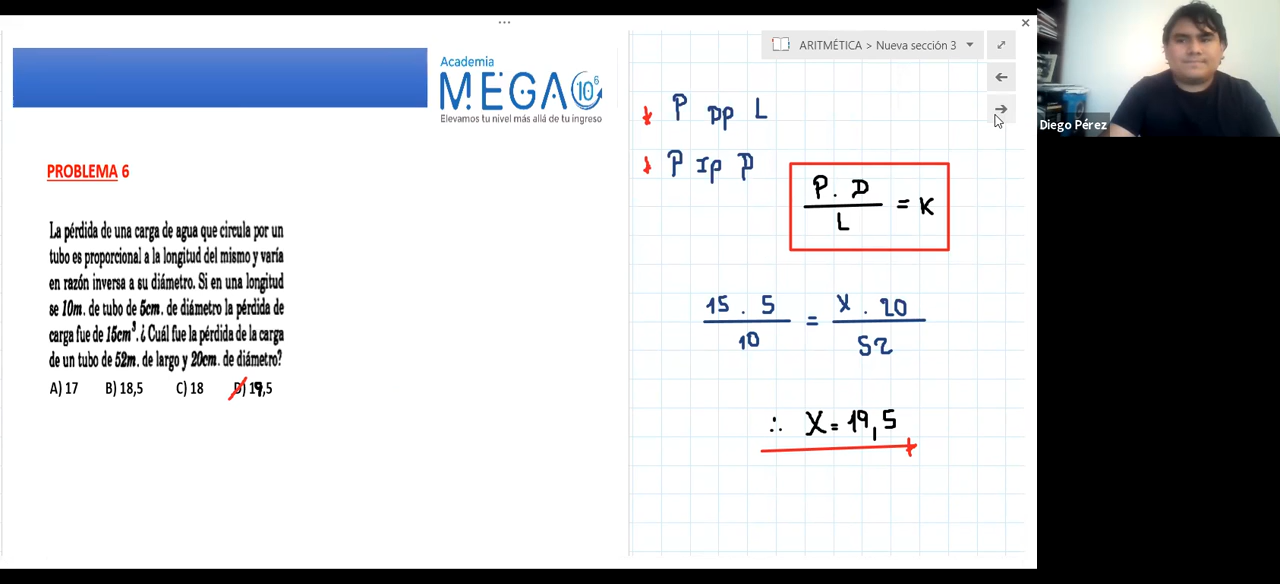 ARITMÉTICA > Nueva sección 3
Academia
MEGA 10⁶
Elevamos tu nivel más allá de tu ingreso
Diego Pérez
PROBLEMA 6
La pérdida de una carga de agua que circula por un
tubo es proporcional a la longitud del mismo y varía
en razón inversa a su diámetro. Si en una longitud
se 10m. de tubo de 5cm. de diámetro la pérdida de
carga fue de 15cm³. ¿Cuál fue la pérdida de la carga
de un tubo de 52m. de largo y 20cm. de diámetro?
A) 17 B) 18,5 C) 18 D) 19,5
P DP L
P IP D
P . D / L = K
15 . 5 / 10 = X . 20 / 52
∴ X = 19,5